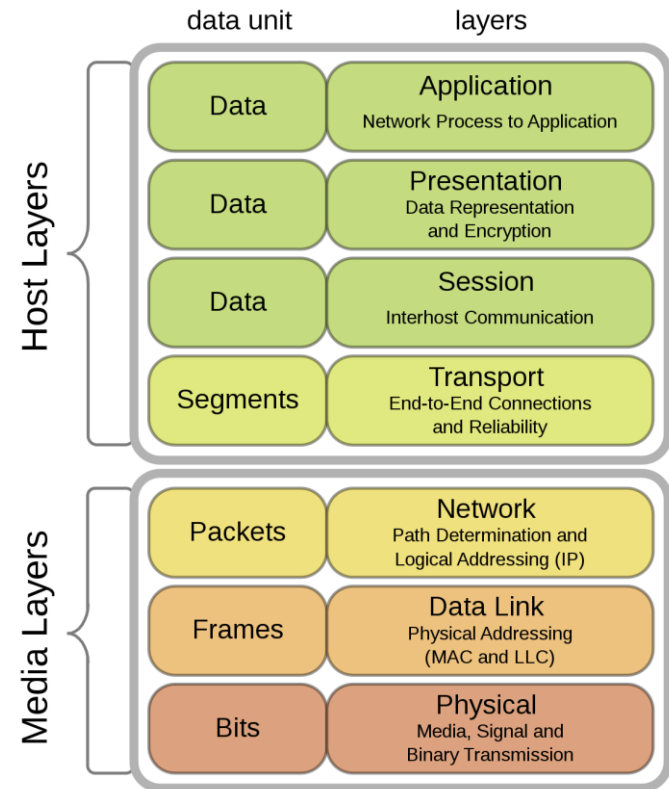 data unit
layers
Host Layers
Data
Application
Network Process to Application
Data
Presentation
Data Representation
and Encryption
Data
Session
Interhost Communication
Segments
Transport
End-to-End Connections
and Reliability
Media Layers
Packets
Network
Path Determination and
Logical Addressing (IP)
Frames
Data Link
Physical Addressing
(MAC and LLC)
Bits
Physical
Media, Signal and
Binary Transmission